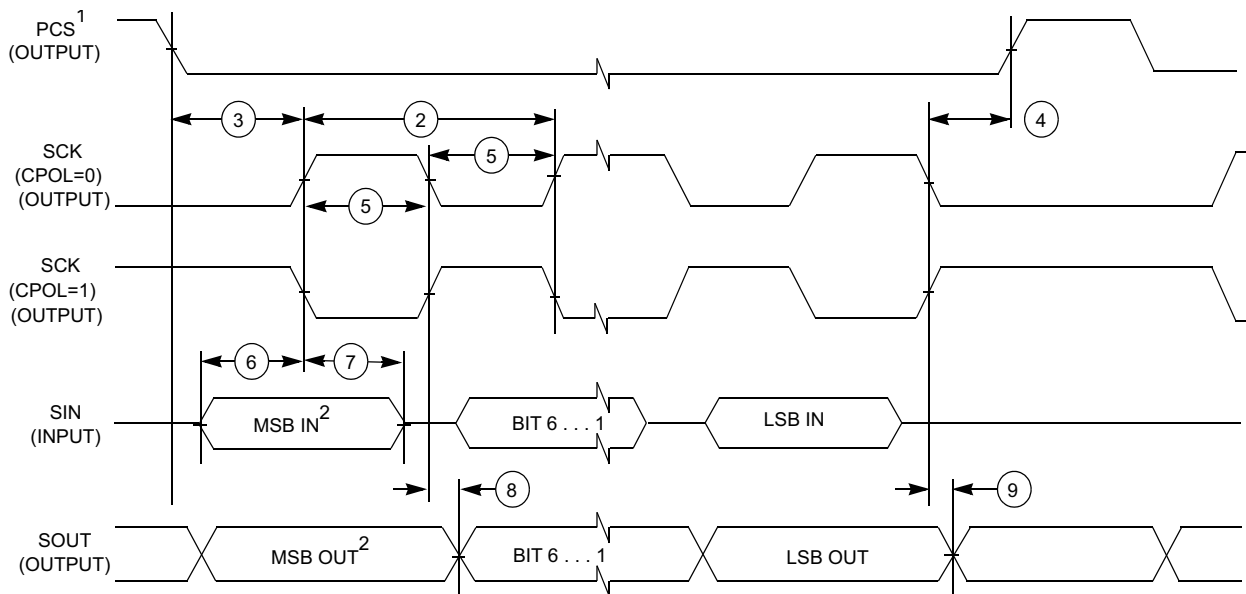 PCS1
(OUTPUT)
3
2
4
SCK
(CPOL=0)
(OUTPUT)
5
5
SCK
(CPOL=1)
(OUTPUT)
6
7
SIN
(INPUT)
MSB IN2
BIT 6 . . . 1
LSB IN
8
9
SOUT
(OUTPUT)
MSB OUT2
BIT 6 . . . 1
LSB OUT